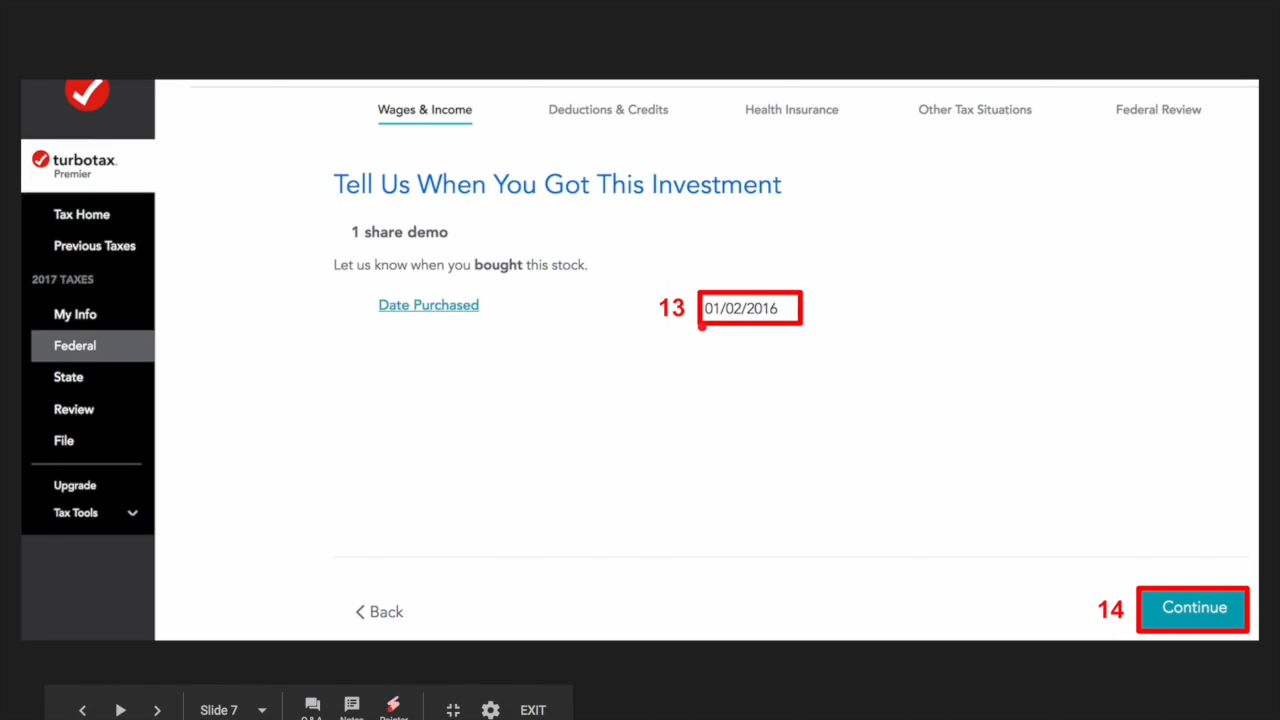 Wages & Income Deductions & Credits Health Insurance Other Tax Situations Federal Review
turbotax.
Premier
Tell Us When You Got This Investment
Tax Home
1 share demo
Previous Taxes
Let us know when you bought this stock.
2017 TAXES
Date Purchased 13 01/02/2016
My Info
Federal
State
Review
File
Upgrade
Tax Tools
Back 14 Continue
Slide 7 Q & A Notes Pointer EXIT